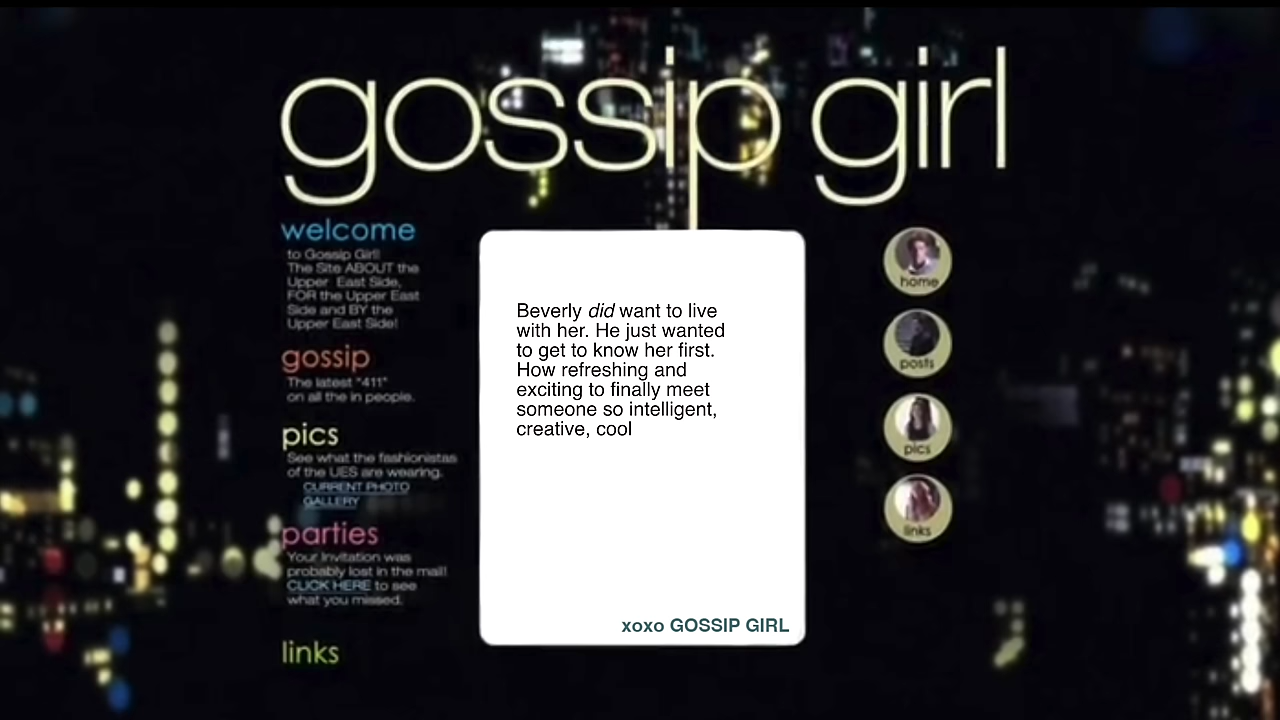 gossip girl
welcome
to Gossip Girl!
The Site ABOUT the
Upper East Side,
FOR the Upper East
Side and BY the
Upper East Side!
gossip
The latest "411"
on all the in people.
pics
See what the fashionistas
of the UES are wearing.
CURRENT PHOTO
GALLERY
parties
Your Invitation was
probably lost in the mail!
CLICK HERE to see
what you missed.
links
Beverly did want to live
with her. He just wanted
to get to know her first.
How refreshing and
exciting to finally meet
someone so intelligent,
creative, cool
xoxo GOSSIP GIRL
home
posts
pics
links